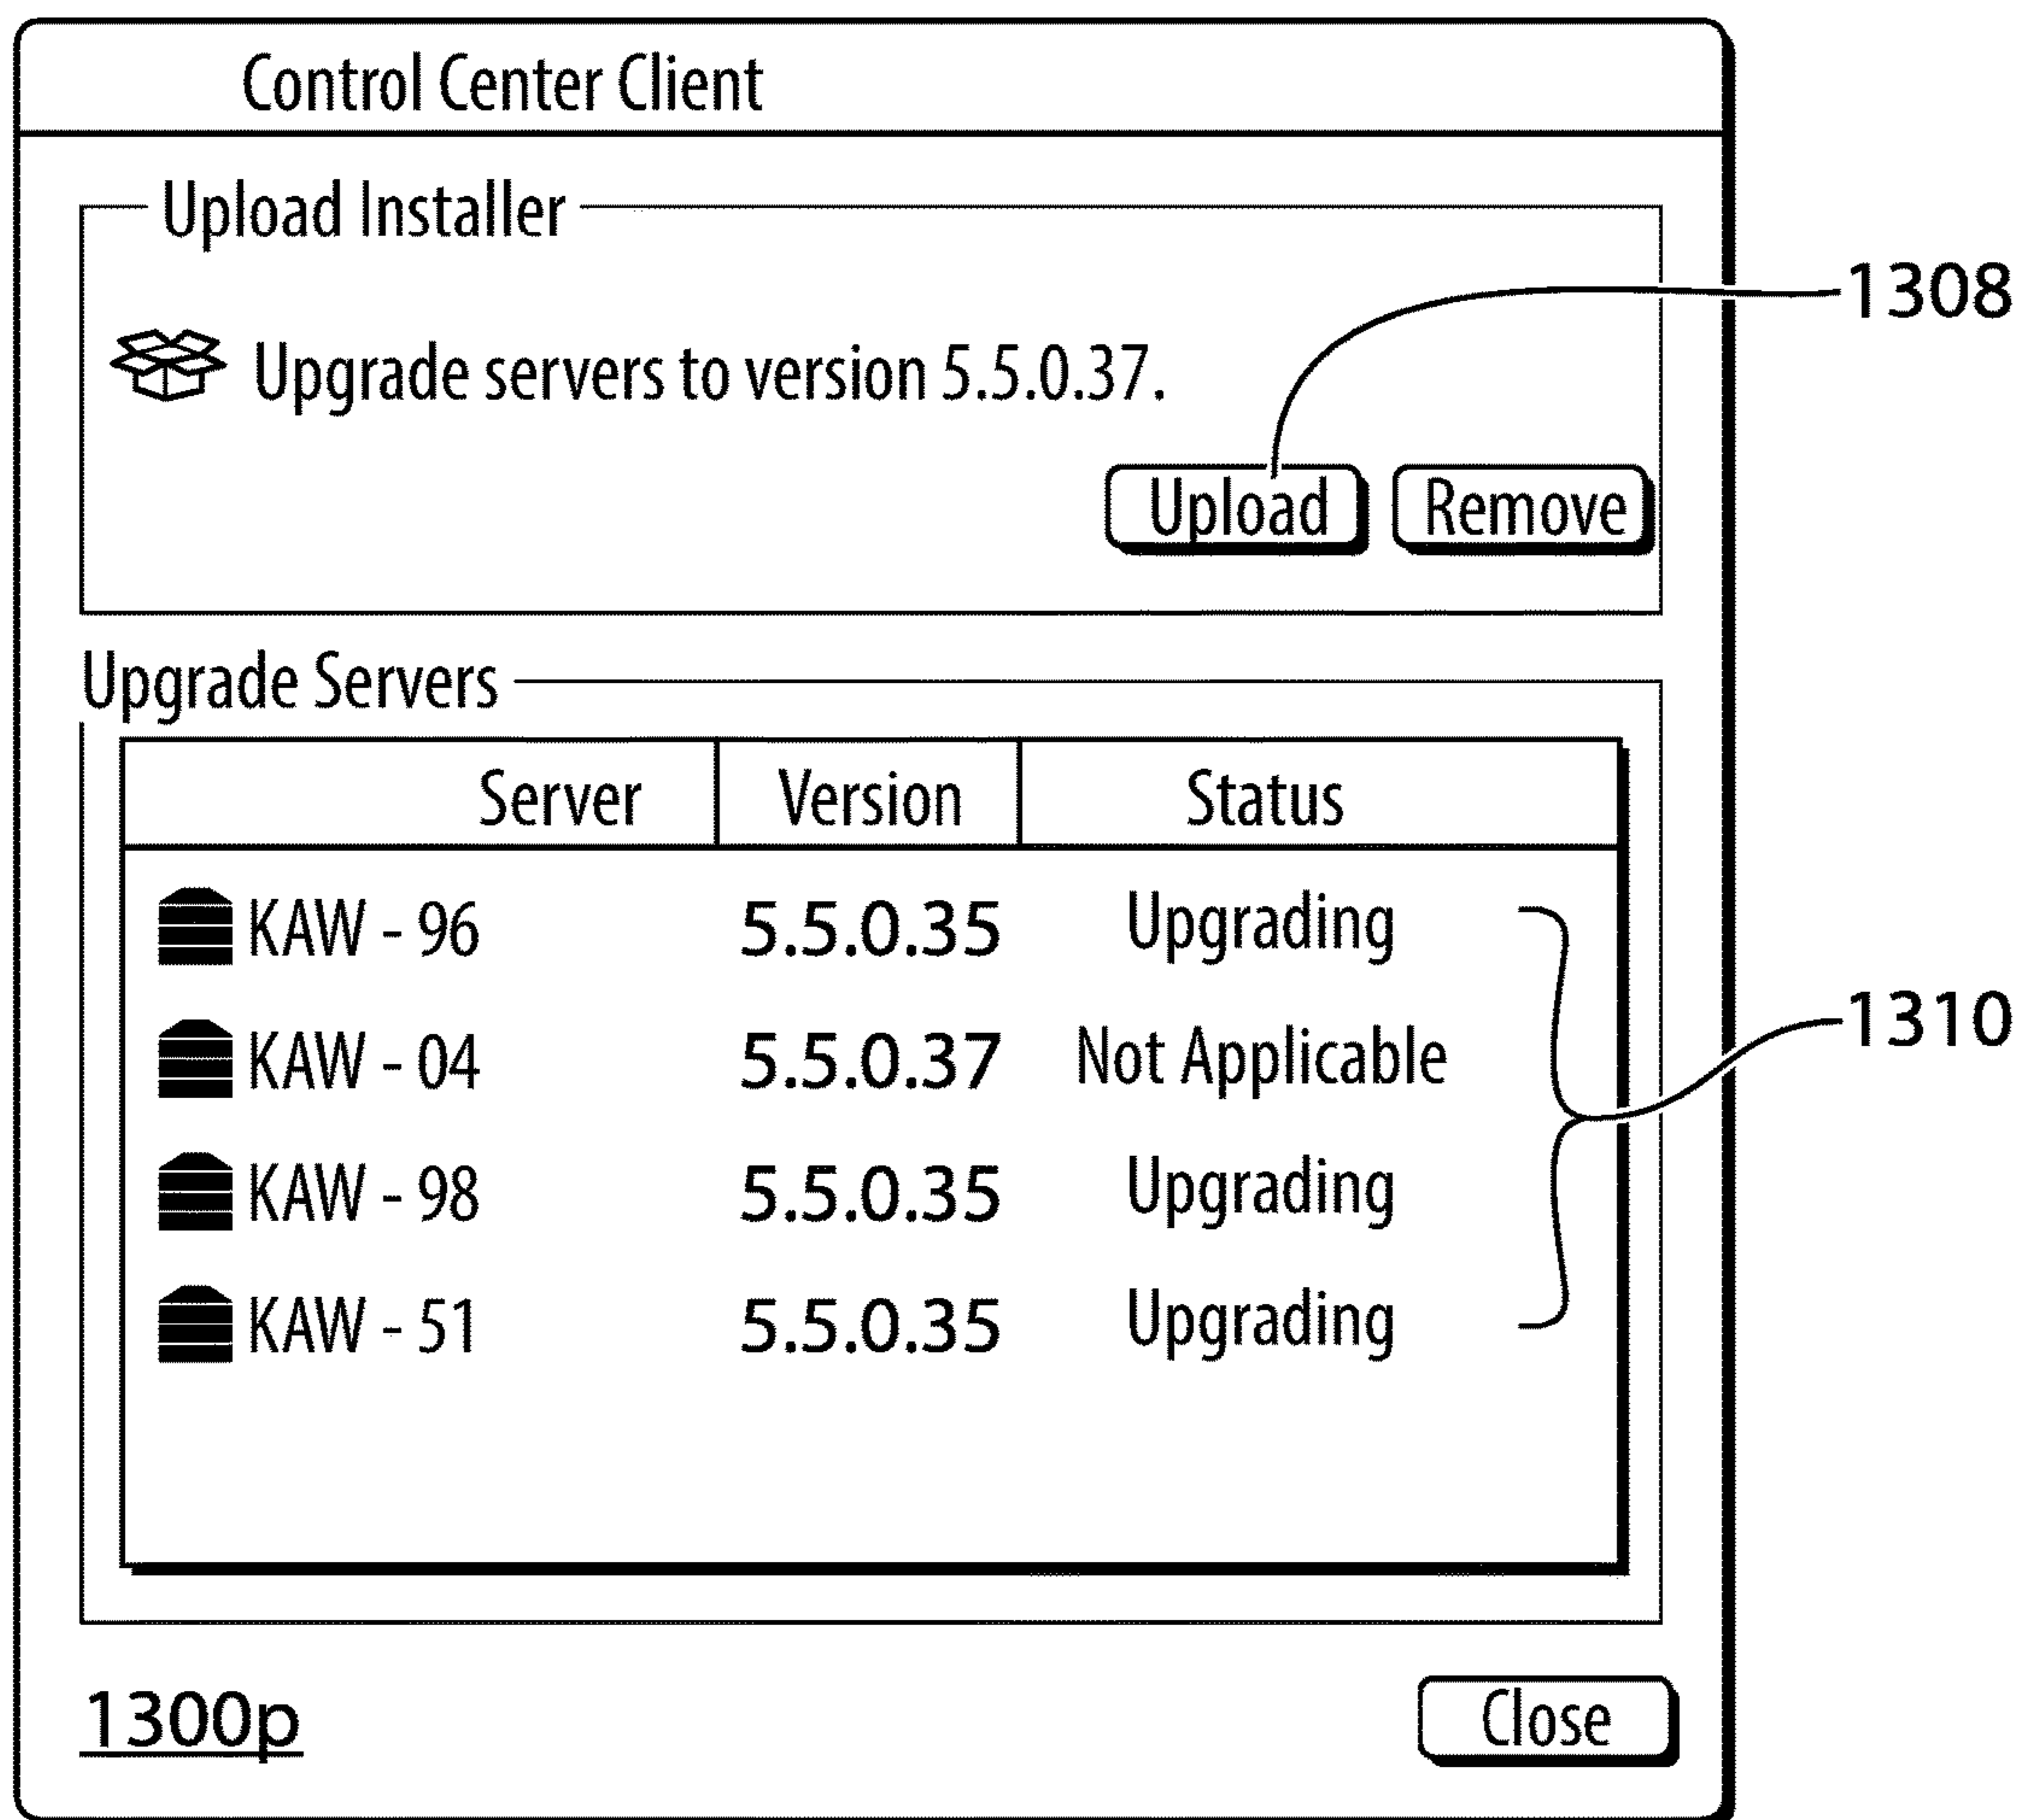 Control Center Client
Upload Installer
1308
Upgrade servers to version 5.5.0.37.
Upload Remove
Upgrade Servers
Server Version Status
KAW - 96 5.5.0.35 Upgrading
1310
KAW - 04 5.5.0.37 Not Applicable
KAW - 98 5.5.0.35 Upgrading
KAW - 51 5.5.0.35 Upgrading
1300p
Close